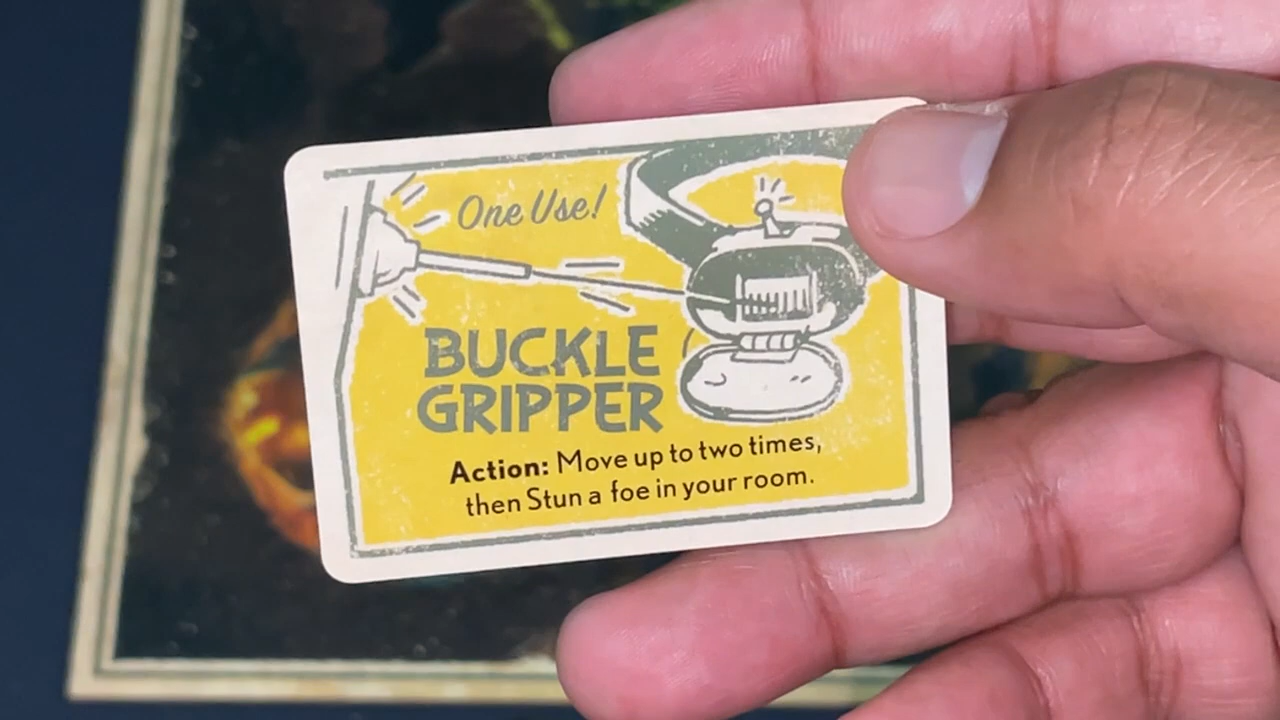 One Use!
BUCKLE
GRIPPER
Action: Move up to two times,
then Stun a foe in your room.